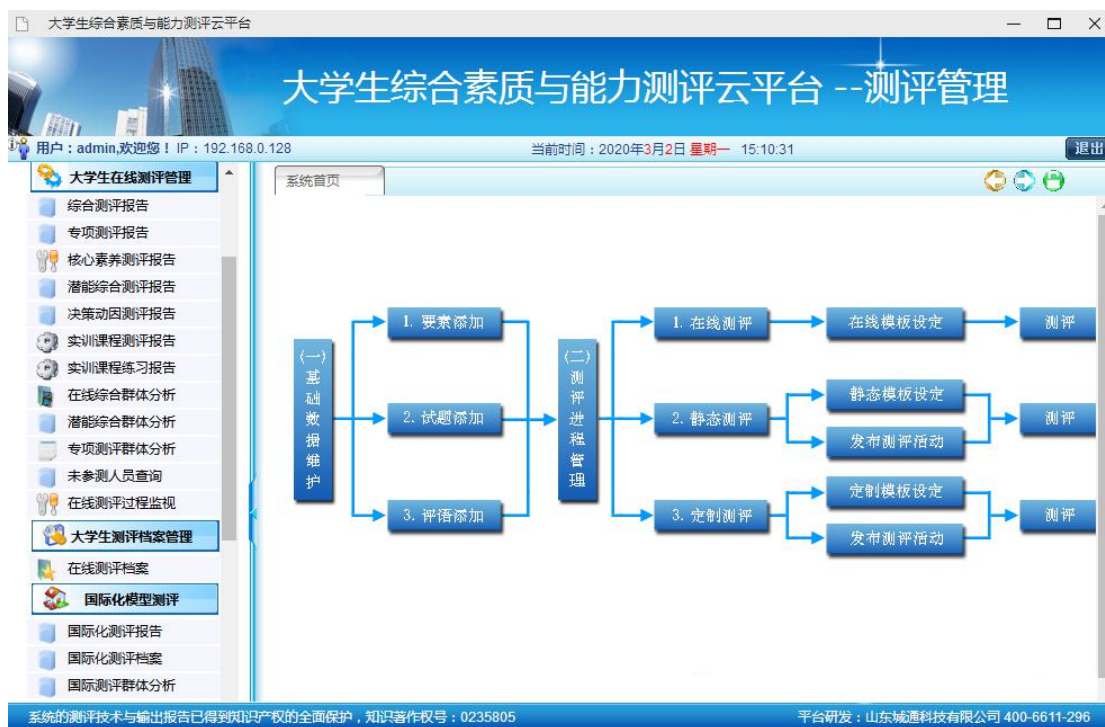 大学生综合素质与能力测评云平台
大学生综合素质与能力测评云平台 --测评管理
用户：admin,欢迎您！ IP：192.168.0.128
当前时间：2020年3月2日 星期一 15:10:31
退出
大学生在线测评管理
综合测评报告
专项测评报告
核心素养测评报告
潜能综合测评报告
决策动因测评报告
实训课程测评报告
实训课程练习报告
在线综合群体分析
潜能综合群体分析
专项测评群体分析
未参测人员查询
在线测评过程监视
大学生测评档案管理
在线测评档案
国际化模型测评
国际化测评报告
国际化测评档案
国际测评群体分析
系统首页
(一)基础数据维护
1. 要素添加
2. 试题添加
3. 评语添加
(二)测评进程管理
1. 在线测评
在线模板设定
测评
2. 静态测评
静态模板设定
发布测评活动
测评
3. 定制测评
定制模板设定
发布测评活动
测评
系统的测评技术与输出报告已得到知识产权的全面保护，知识著作权号：0235805
平台研发：山东城通科技有限公司 400-6611-296